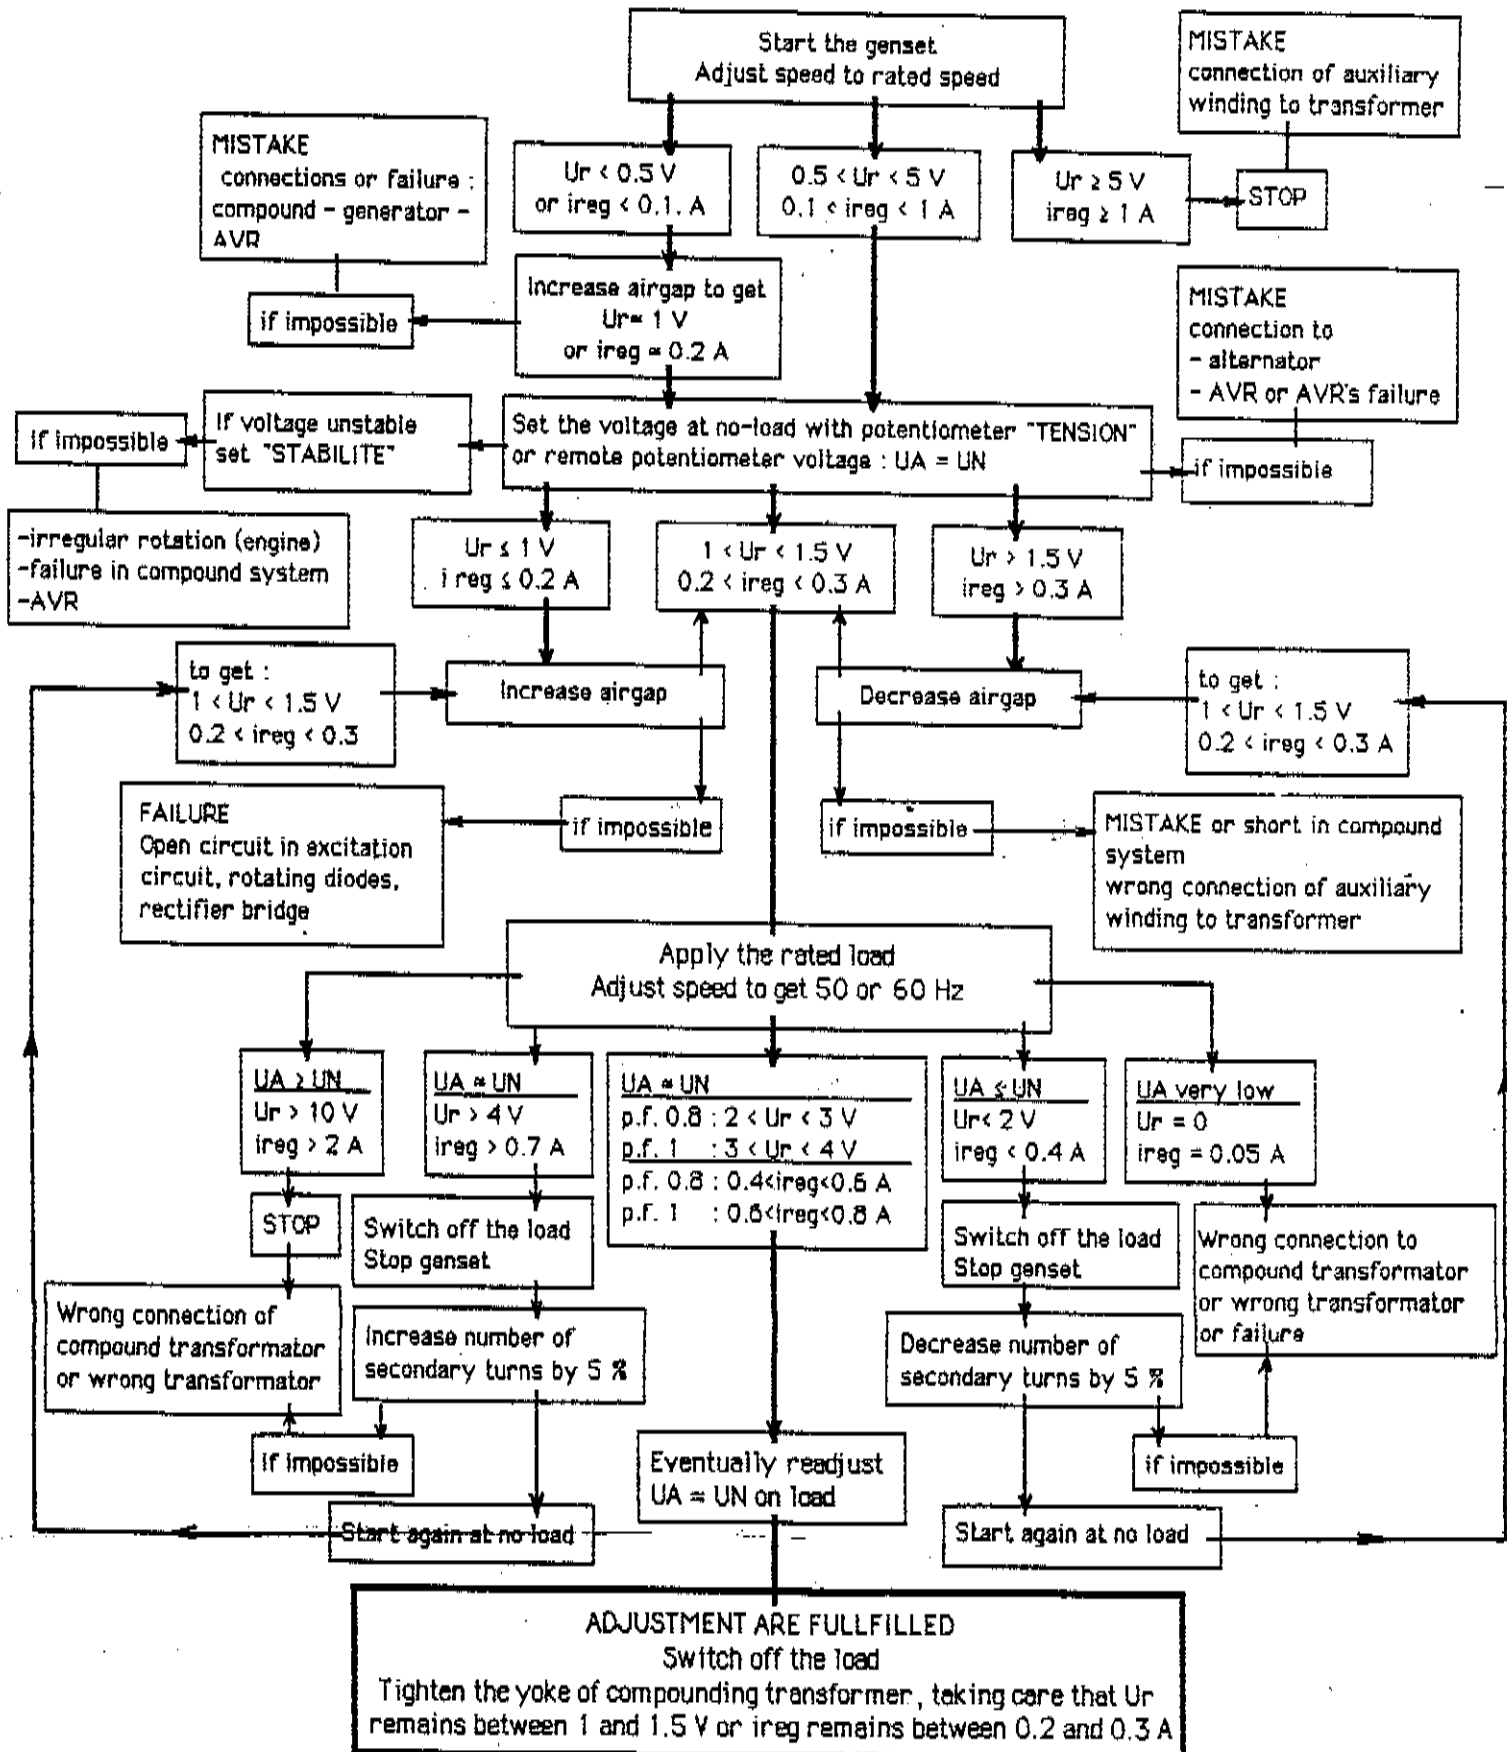 Start the genset
Adjust speed to rated speed
MISTAKE
connection of auxiliary
winding to transformer
MISTAKE
connections or failure :
compound - generator -
AVR
Ur < 0.5 V
or ireg < 0.1. A
0.5 < Ur < 5 V
0.1 < ireg < 1 A
Ur ≥ 5 V
ireg ≥ 1 A
STOP
Increase airgap to get
Ur≃ 1 V
or ireg ≃ 0.2 A
if impossible
MISTAKE
connection to
- alternator
- AVR or AVR's failure
if impossible
If voltage unstable
set "STABILITE"
Set the voltage at no-load with potentiometer "TENSION"
or remote potentiometer voltage : UA = UN
if impossible
-irregular rotation (engine)
-failure in compound system
-AVR
Ur ≤ 1 V
i reg ≤ 0.2 A
1 < Ur < 1.5 V
0.2 < ireg < 0.3 A
Ur > 1.5 V
ireg > 0.3 A
to get :
1 < Ur < 1.5 V
0.2 < ireg < 0.3
Increase airgap
Decrease airgap
to get :
1 < Ur < 1.5 V
0.2 < ireg < 0.3 A
FAILURE
Open circuit in excitation
circuit, rotating diodes,
rectifier bridge
if impossible
if impossible
MISTAKE or short in compound
system
wrong connection of auxiliary
winding to transformer
Apply the rated load
Adjust speed to get 50 or 60 Hz
UA ≥ UN
Ur > 10 V
ireg > 2 A
UA ≃ UN
Ur > 4 V
ireg > 0.7 A
UA ≃ UN
p.f. 0.8 : 2 < Ur < 3 V
p.f. 1 : 3 < Ur < 4 V
p.f. 0.8 : 0.4<ireg<0.6 A
p.f. 1 : 0.6<ireg<0.8 A
UA ≤ UN
Ur< 2 V
ireg < 0.4 A
UA very low
Ur = 0
ireg = 0.05 A
STOP
Switch off the load
Stop genset
Switch off the load
Stop genset
Wrong connection to
compound transformator
or wrong transformator
or failure
Wrong connection of
compound transformator
or wrong transformator
Increase number of
secondary turns by 5 %
Decrease number of
secondary turns by 5 %
if impossible
Eventually readjust
UA ≃ UN on load
if impossible
Start again at no load
Start again at no load
ADJUSTMENT ARE FULLFILLED
Switch off the load
Tighten the yoke of compounding transformer, taking care that Ur
remains between 1 and 1.5 V or ireg remains between 0.2 and 0.3 A